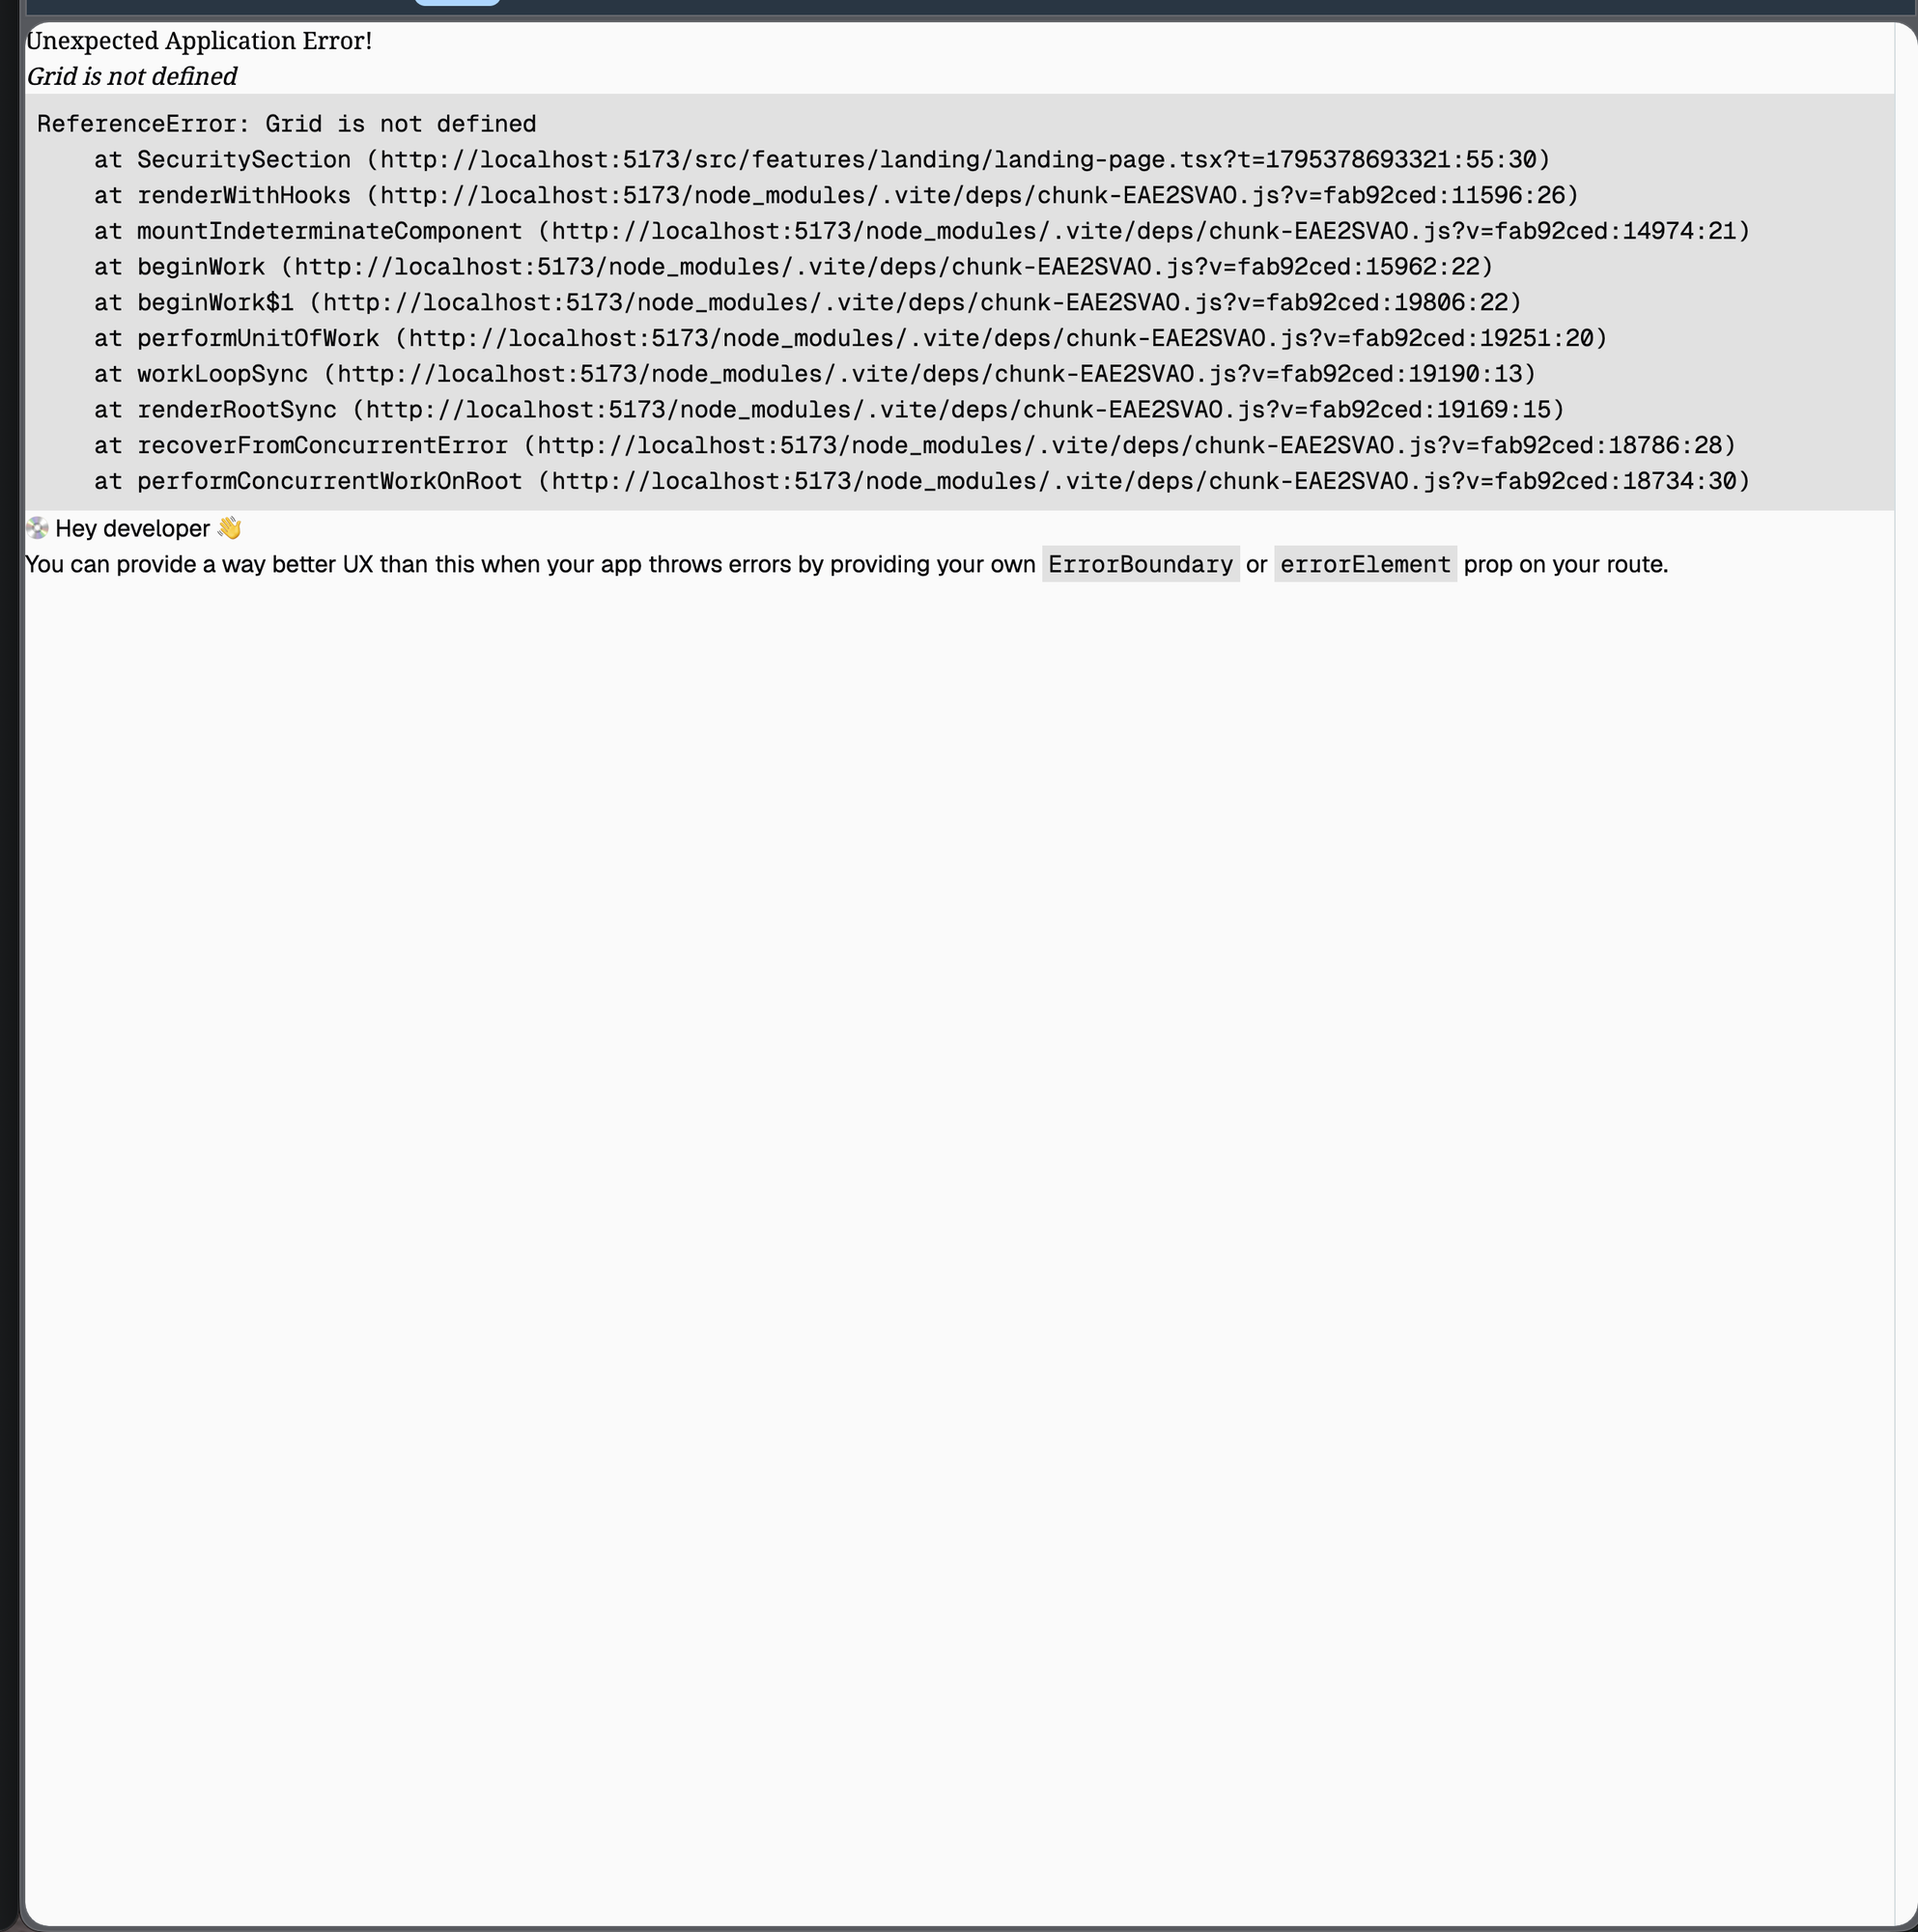 Unexpected Application Error!
Grid is not defined
ReferenceError: Grid is not defined
    at SecuritySection (http://localhost:5173/src/features/landing/landing-page.tsx?t=1795378693321:55:30)
    at renderWithHooks (http://localhost:5173/node_modules/.vite/deps/chunk-EAE2SVAO.js?v=fab92ced:11596:26)
    at mountIndeterminateComponent (http://localhost:5173/node_modules/.vite/deps/chunk-EAE2SVAO.js?v=fab92ced:14974:21)
    at beginWork (http://localhost:5173/node_modules/.vite/deps/chunk-EAE2SVAO.js?v=fab92ced:15962:22)
    at beginWork$1 (http://localhost:5173/node_modules/.vite/deps/chunk-EAE2SVAO.js?v=fab92ced:19806:22)
    at performUnitOfWork (http://localhost:5173/node_modules/.vite/deps/chunk-EAE2SVAO.js?v=fab92ced:19251:20)
    at workLoopSync (http://localhost:5173/node_modules/.vite/deps/chunk-EAE2SVAO.js?v=fab92ced:19190:13)
    at renderRootSync (http://localhost:5173/node_modules/.vite/deps/chunk-EAE2SVAO.js?v=fab92ced:19169:15)
    at recoverFromConcurrentError (http://localhost:5173/node_modules/.vite/deps/chunk-EAE2SVAO.js?v=fab92ced:18786:28)
    at performConcurrentWorkOnRoot (http://localhost:5173/node_modules/.vite/deps/chunk-EAE2SVAO.js?v=fab92ced:18734:30)
💿 Hey developer 👋
You can provide a way better UX than this when your app throws errors by providing your own ErrorBoundary or errorElement prop on your route.